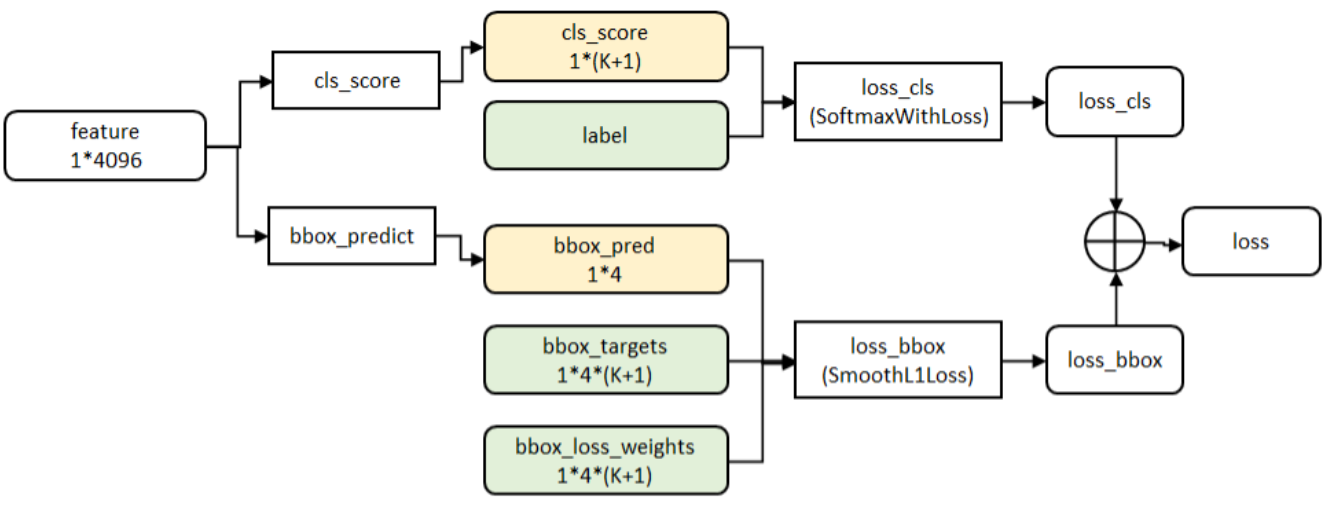 feature
1*4096
cls_score
cls_score
1*(K+1)
label
loss_cls
(SoftmaxWithLoss)
loss_cls
bbox_predict
bbox_pred
1*4
bbox_targets
1*4*(K+1)
bbox_loss_weights
1*4*(K+1)
loss_bbox
(SmoothL1Loss)
loss_bbox
loss